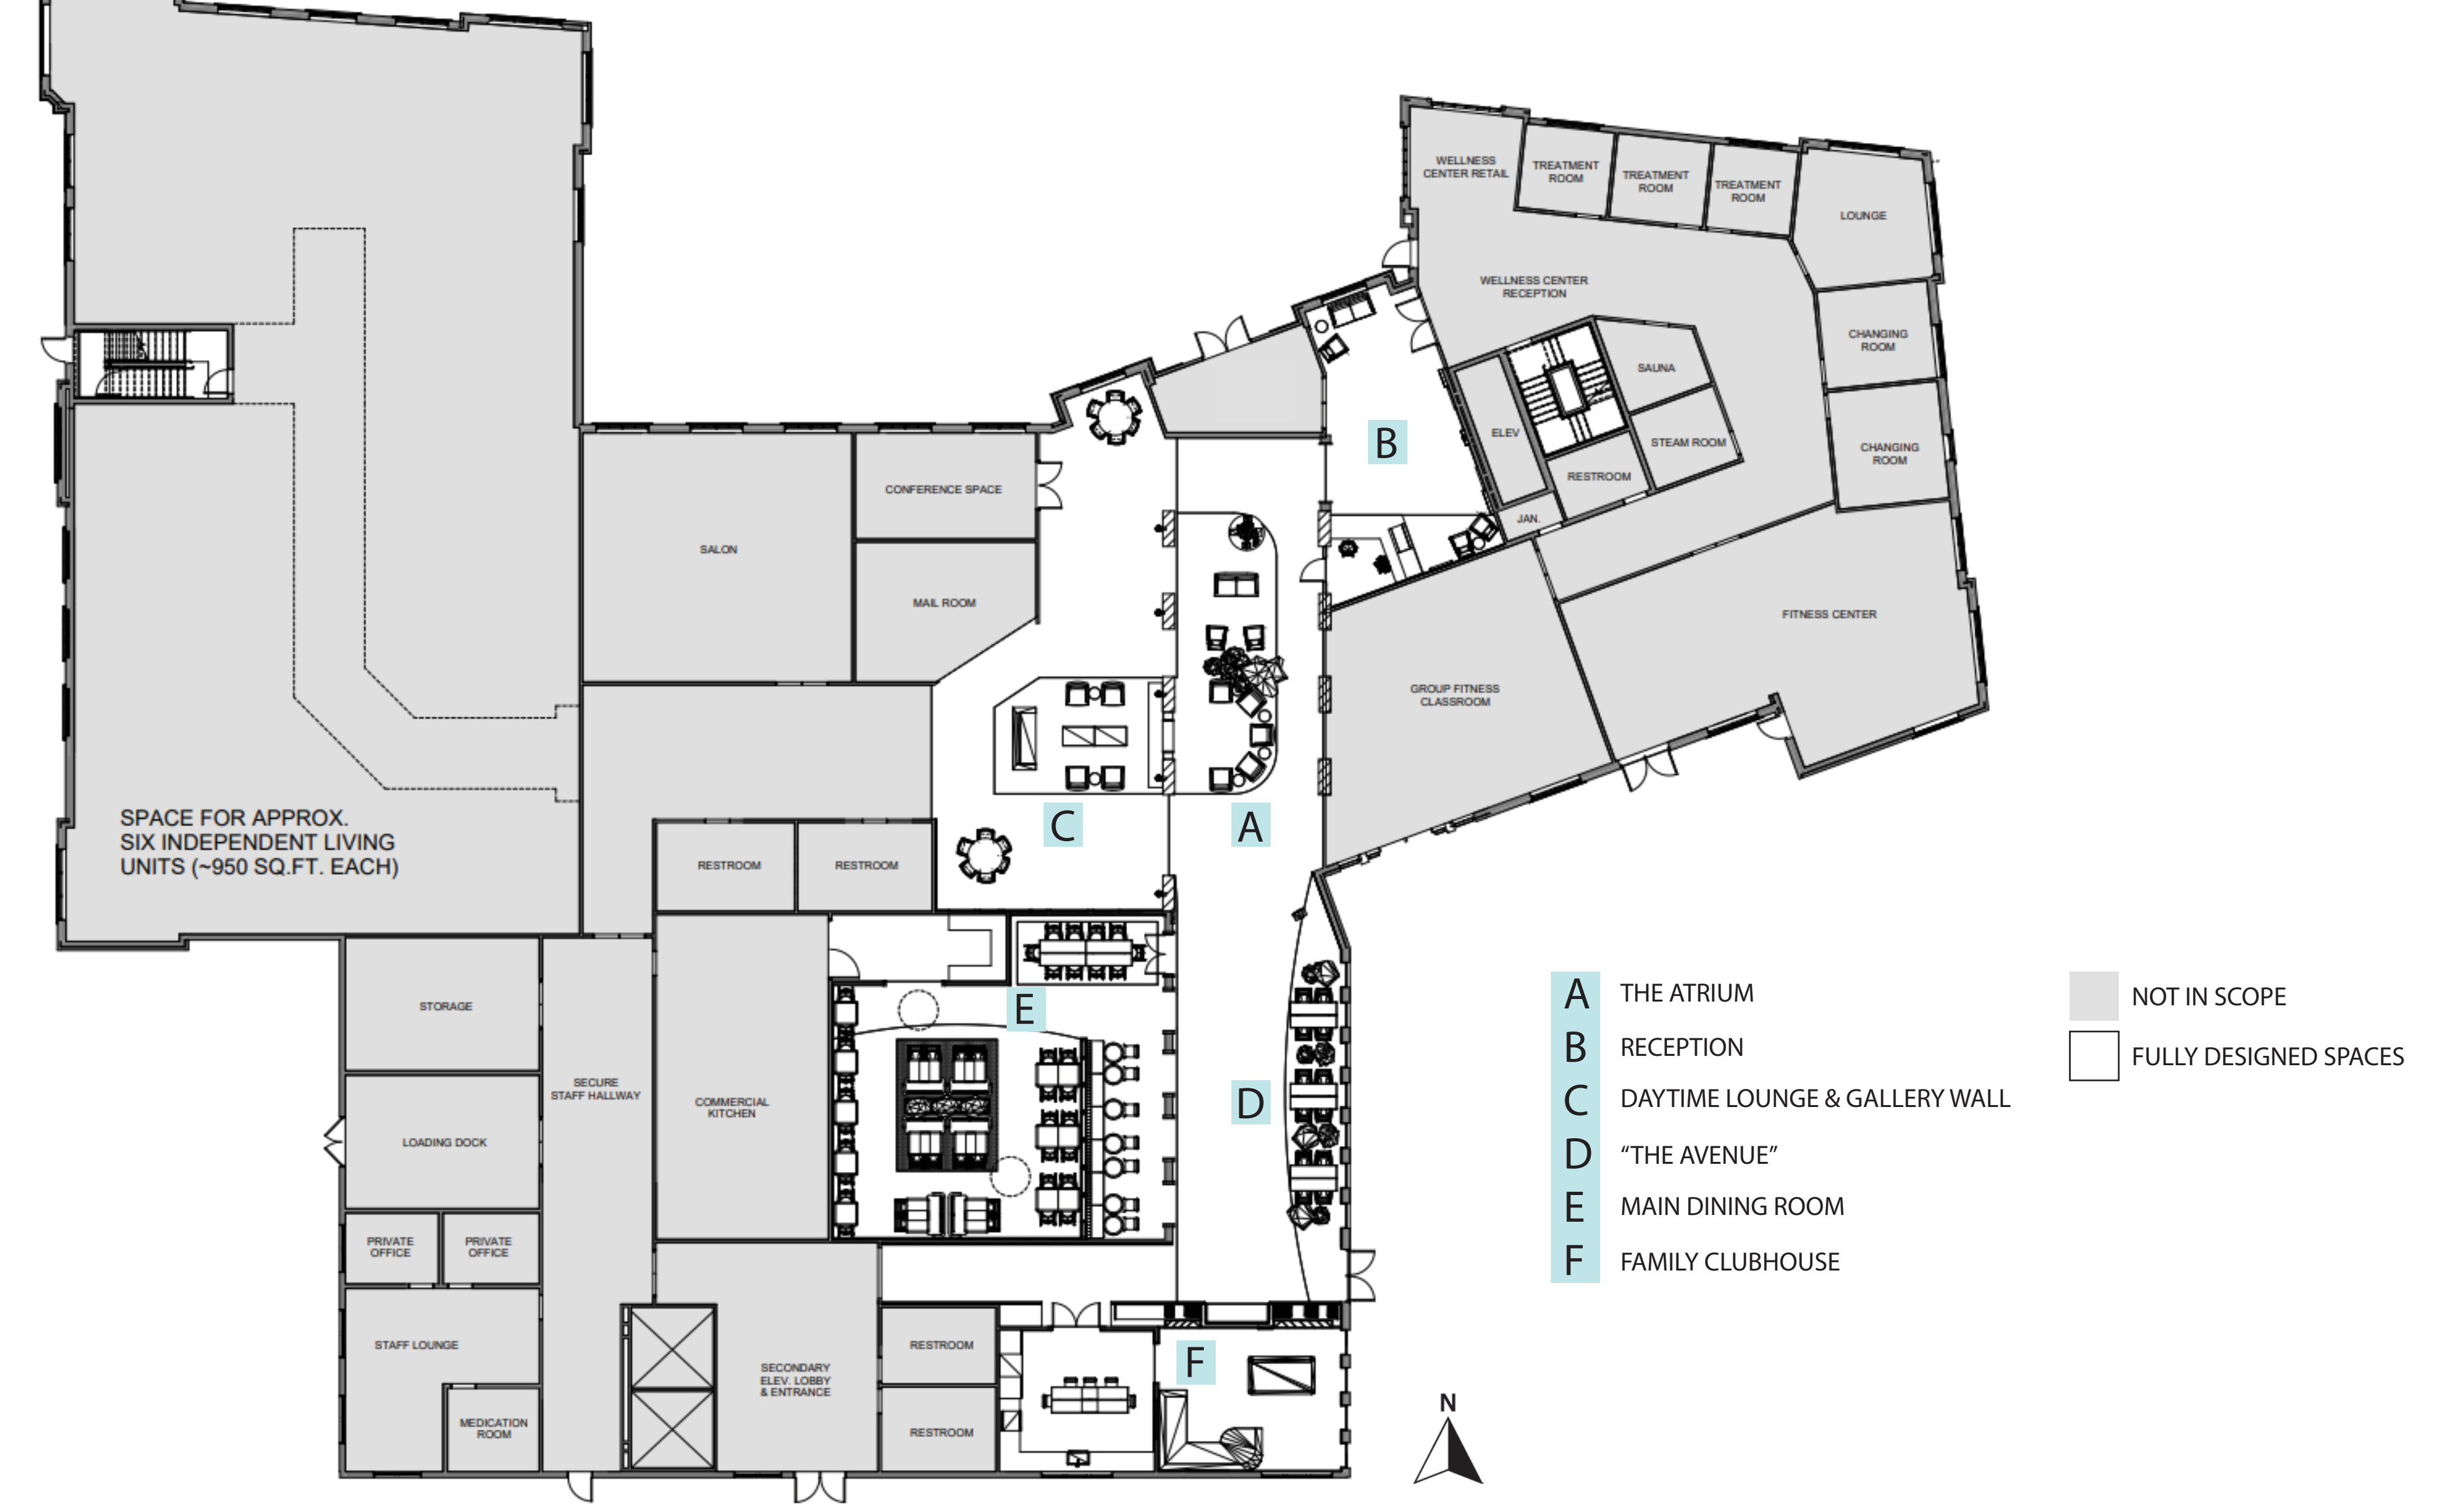 WELLNESS
CENTER RETAIL
TREATMENT
ROOM
TREATMENT
ROOM
TREATMENT
ROOM
LOUNGE
WELLNESS CENTER
RECEPTION
CHANGING
ROOM
SAUNA
ELEV
STEAM ROOM
CHANGING
ROOM
RESTROOM
JAN.
B
CONFERENCE SPACE
SALON
MAIL ROOM
FITNESS CENTER
GROUP FITNESS
CLASSROOM
SPACE FOR APPROX.
SIX INDEPENDENT LIVING
UNITS (~950 SQ.FT. EACH)
C
A
RESTROOM
RESTROOM
STORAGE
E
SECURE
STAFF HALLWAY
COMMERCIAL
KITCHEN
D
LOADING DOCK
PRIVATE
OFFICE
PRIVATE
OFFICE
STAFF LOUNGE
RESTROOM
F
SECONDARY
ELEV. LOBBY
& ENTRANCE
MEDICATION
ROOM
RESTROOM
N
A THE ATRIUM
B RECEPTION
C DAYTIME LOUNGE & GALLERY WALL
D “THE AVENUE”
E MAIN DINING ROOM
F FAMILY CLUBHOUSE
NOT IN SCOPE
FULLY DESIGNED SPACES